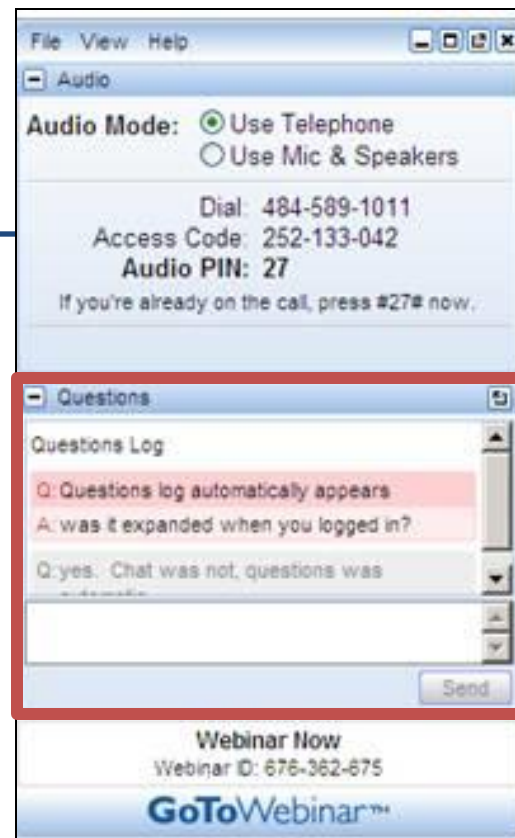 File View Help
Audio
Audio Mode: Use Telephone
Use Mic & Speakers
Dial: 484-589-1011
Access Code: 252-133-042
Audio PIN: 27
If you're already on the call, press #27# now.
Questions
Questions Log
Q: Questions log automatically appears
A: was it expanded when you logged in?
Q: yes. Chat was not, questions was
Send
Webinar Now
Webinar ID: 676-362-675
GoToWebinar™